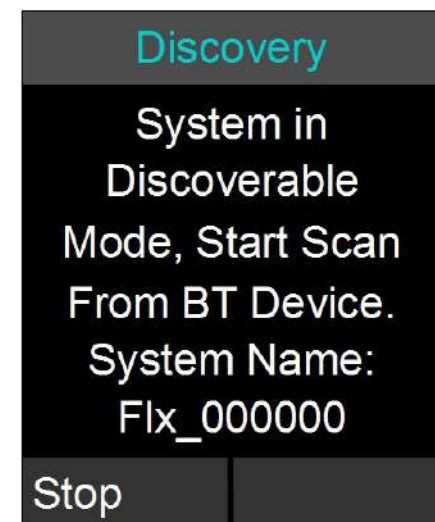 Discovery
System in
Discoverable
Mode, Start Scan
From BT Device.
System Name:
Flx_000000
Stop